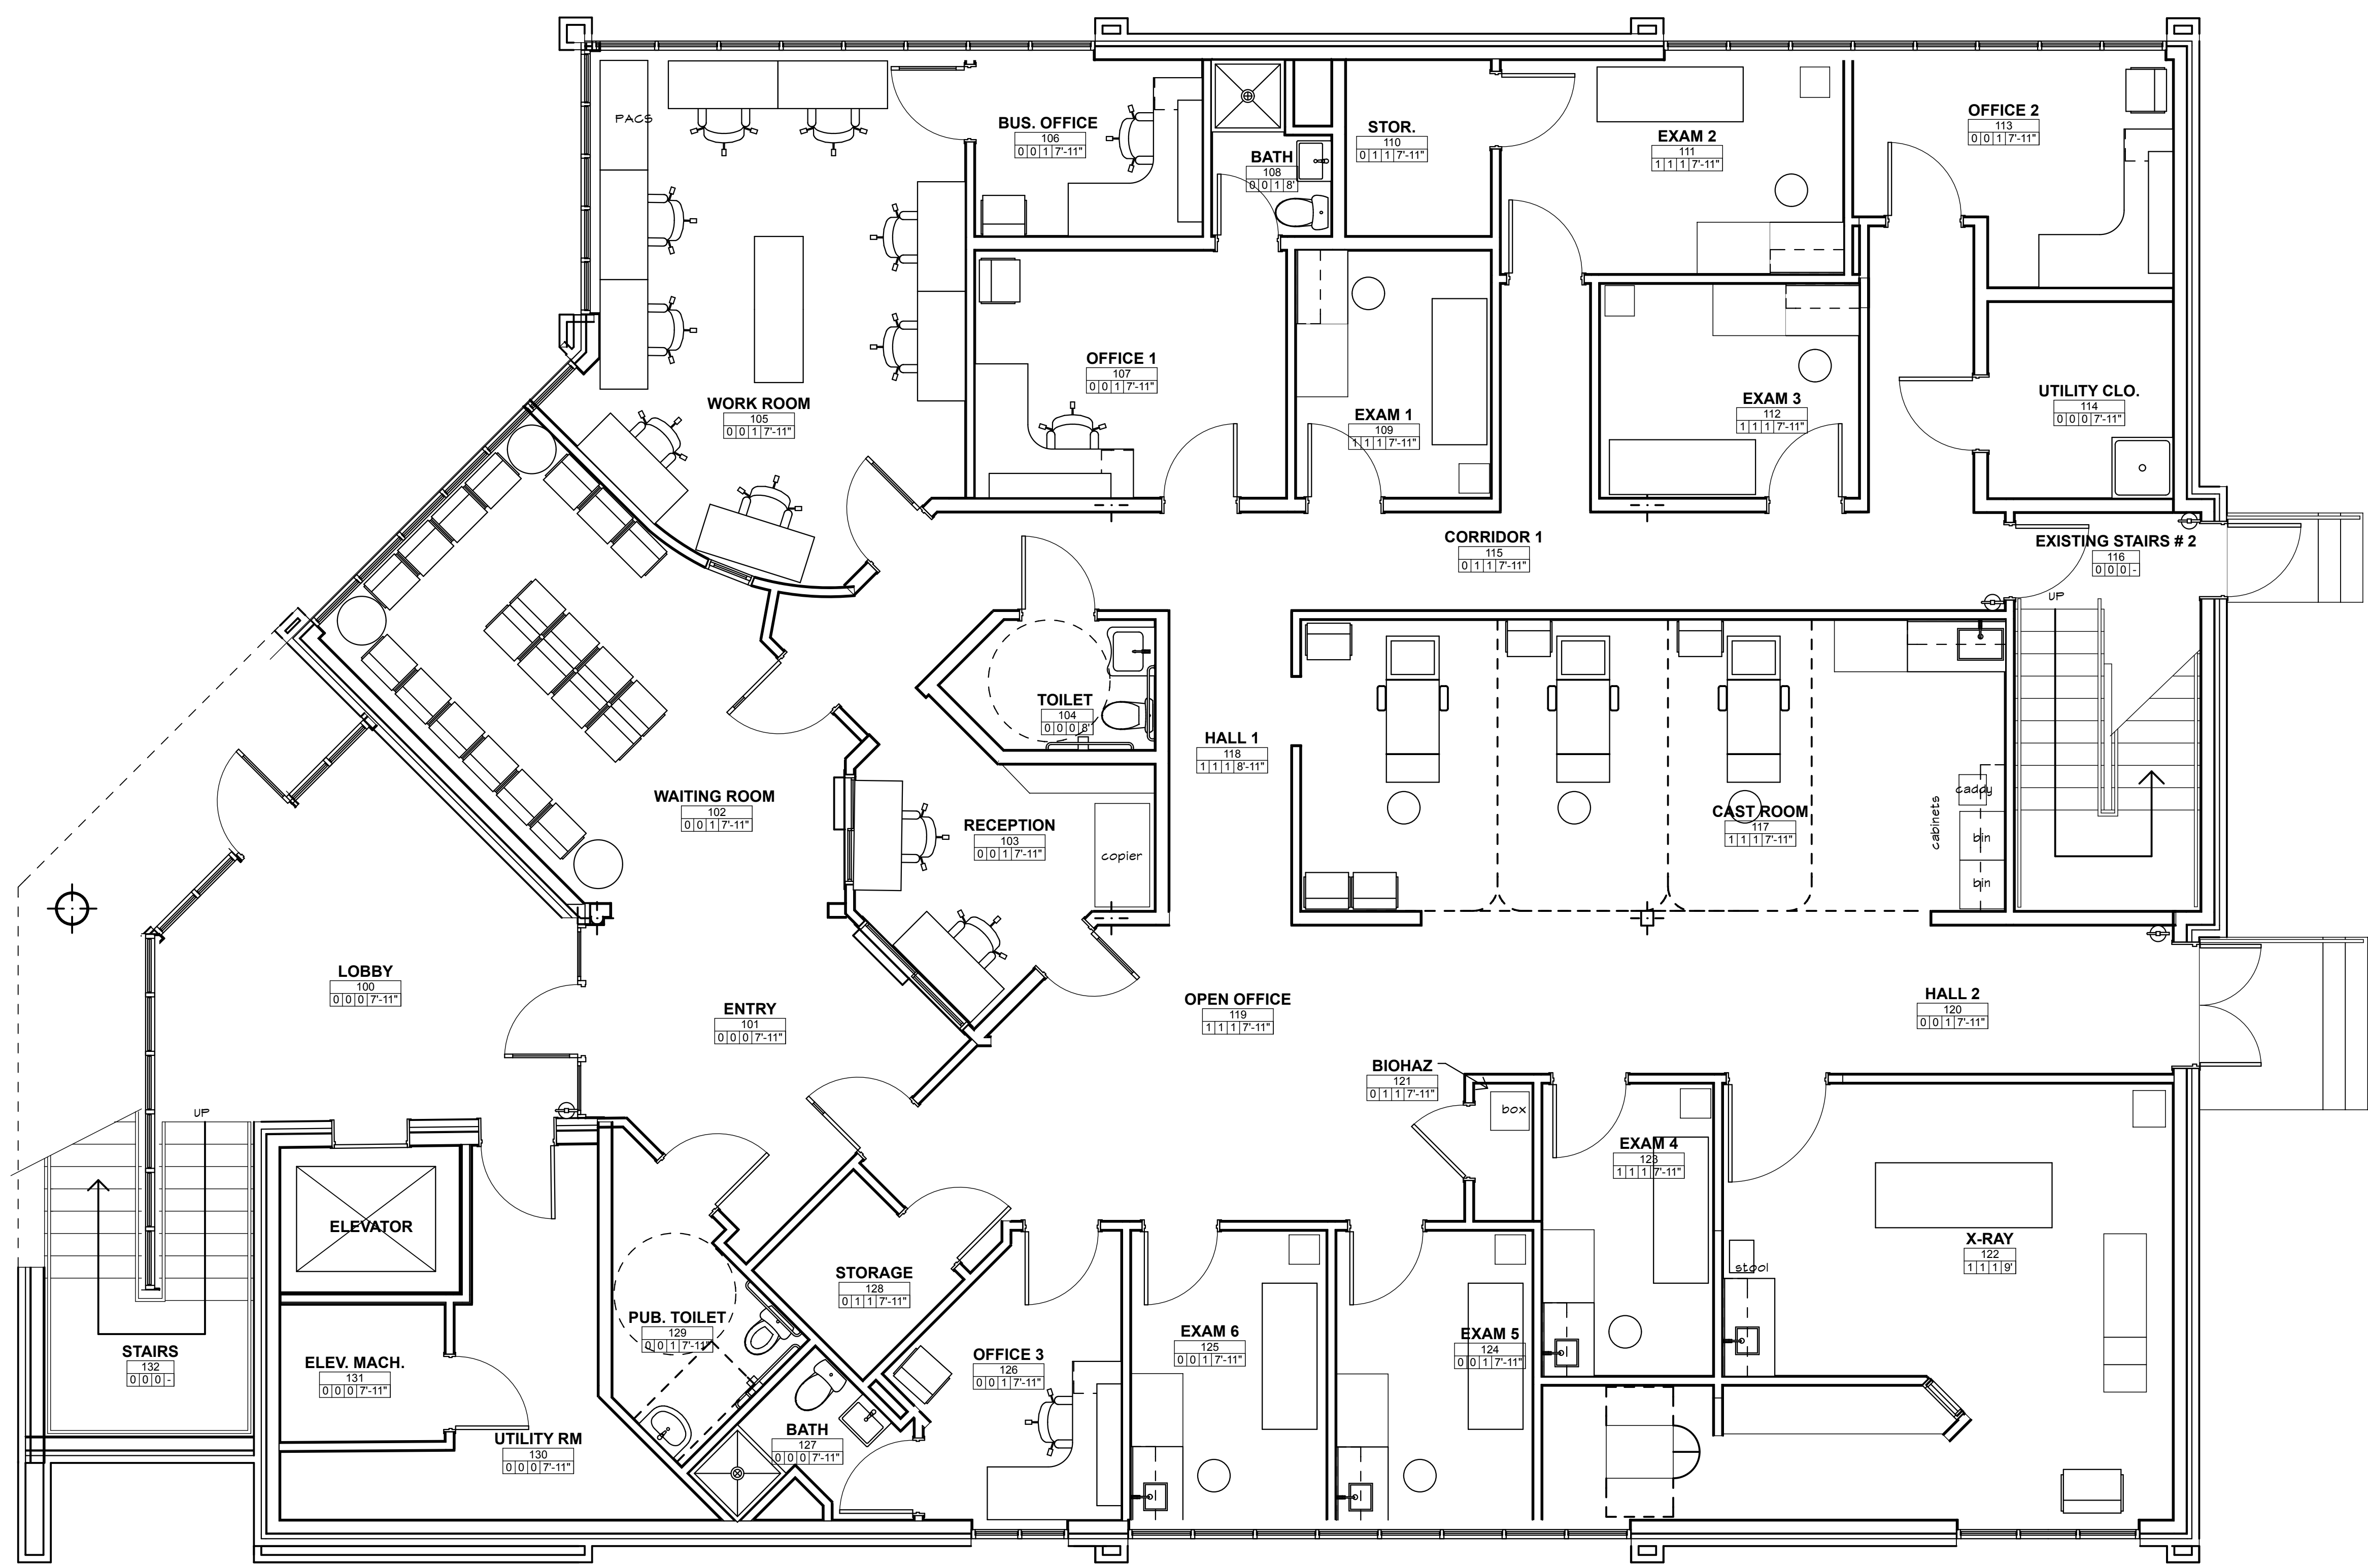 PACS
BUS. OFFICE
106
0 0 1 7'-11"
BATH
108
0 0 1 8'
STOR.
110
0 1 1 7'-11"
EXAM 2
111
1 1 1 7'-11"
OFFICE 2
113
0 0 1 7'-11"
WORK ROOM
105
0 0 1 7'-11"
OFFICE 1
107
0 0 1 7'-11"
EXAM 1
109
1 1 1 7'-11"
EXAM 3
112
1 1 1 7'-11"
UTILITY CLO.
114
0 0 0 7'-11"
CORRIDOR 1
115
0 1 1 7'-11"
EXISTING STAIRS # 2
116
0 0 0 -
UP
TOILET
104
0 0 0 8'
HALL 1
118
1 1 1 8'-11"
WAITING ROOM
102
0 0 1 7'-11"
RECEPTION
103
0 0 1 7'-11"
copier
CAST ROOM
117
1 1 1 7'-11"
cabinets
caddy
bin
bin
LOBBY
100
0 0 0 7'-11"
ENTRY
101
0 0 0 7'-11"
OPEN OFFICE
119
1 1 1 7'-11"
HALL 2
120
0 0 1 7'-11"
BIOHAZ
121
0 1 1 7'-11"
box
EXAM 4
123
1 1 1 7'-11"
UP
ELEVATOR
X-RAY
122
1 1 1 9'
stool
STORAGE
128
0 1 1 7'-11"
PUB. TOILET
129
0 0 1 7'-11"
EXAM 6
125
0 0 1 7'-11"
EXAM 5
124
0 0 1 7'-11"
STAIRS
132
0 0 0 -
ELEV. MACH.
131
0 0 0 7'-11"
OFFICE 3
126
0 0 1 7'-11"
UTILITY RM
130
0 0 0 7'-11"
BATH
127
0 0 0 7'-11"